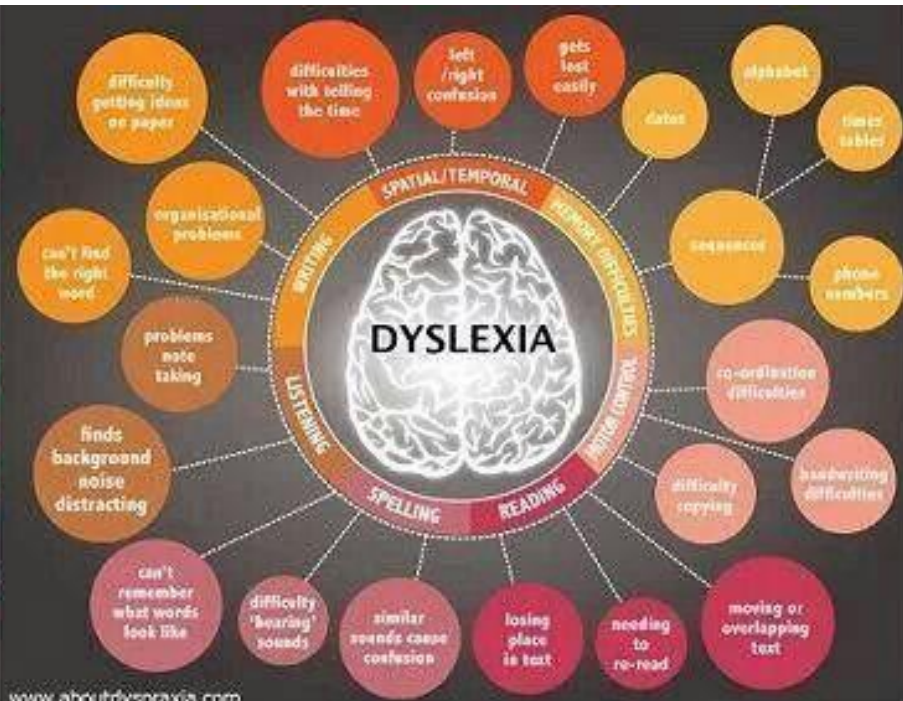 difficulty
getting ideas
on paper
difficulties
with telling
the time
left
/right
confusion
gets
lost
easily
dates
alphabet
times
tables
organisational
problems
can't find
the right
word
sequences
phone
numbers
SPATIAL/TEMPORAL
WRITING
MEMORY DIFFICULTIES
DYSLEXIA
problems
note
taking
LISTENING
MOTOR CONTROL
co-ordination
difficulties
finds
background
noise
distracting
SPELLING
READING
difficulty
copying
handwriting
difficulties
can't
remember
what words
look like
difficulty
'hearing'
sounds
similar
sounds cause
confusion
losing
place
in text
needing
to
re-read
moving or
overlapping
text
www.aboutdyspraxia.com